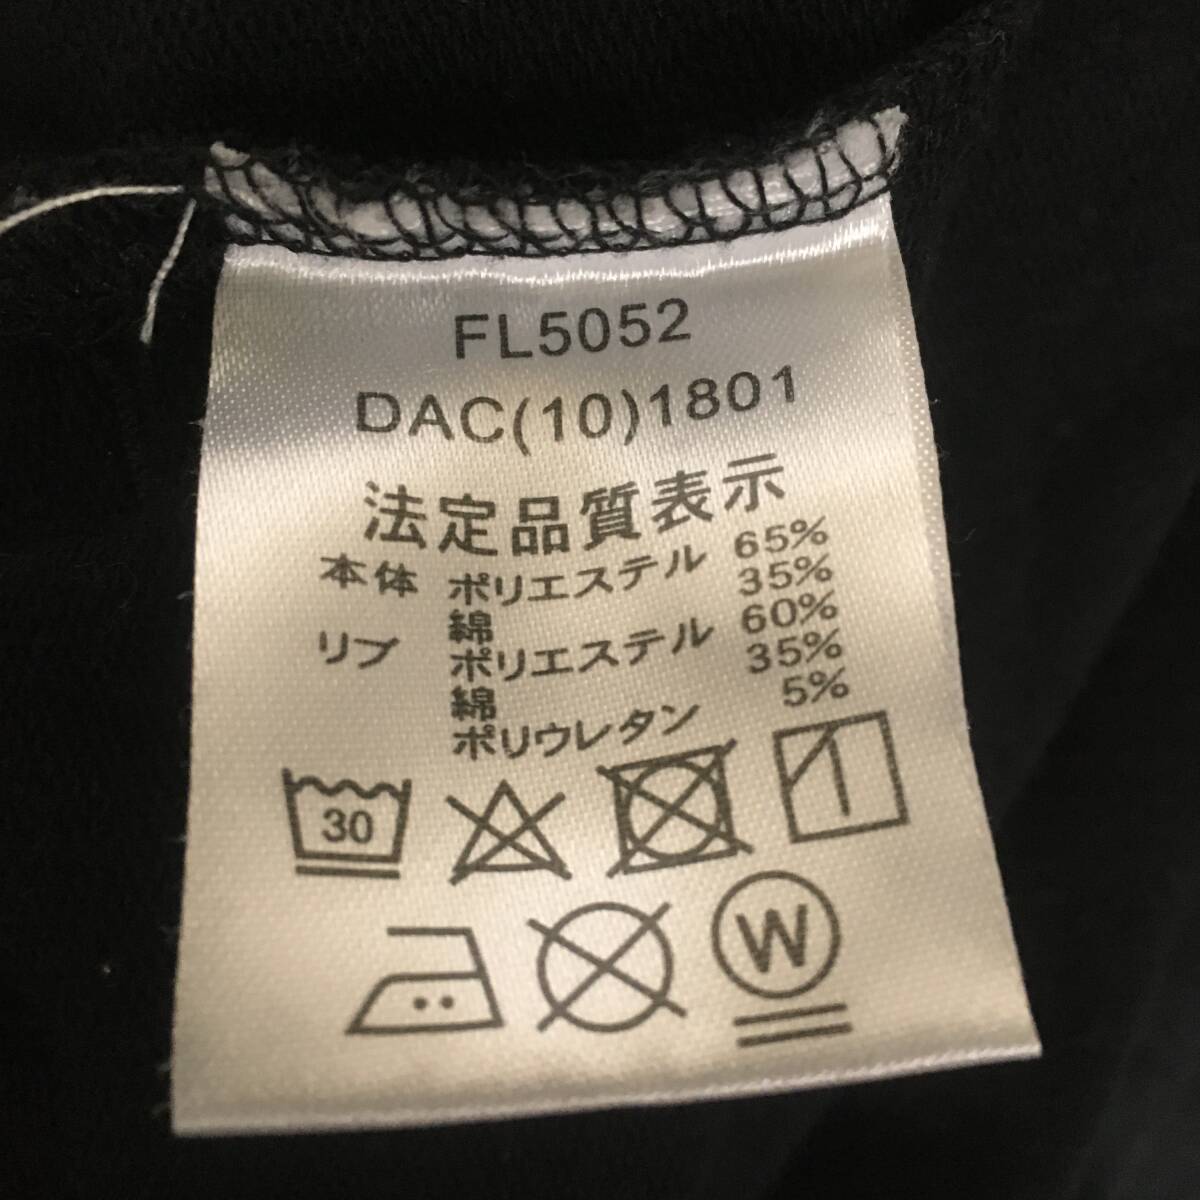 FL5052
DAC(10)1801
法定品質表示
本体 ポリエステル 65%
綿 35%
リブ ポリエステル 60%
綿 35%
ポリウレタン 5%
30
W